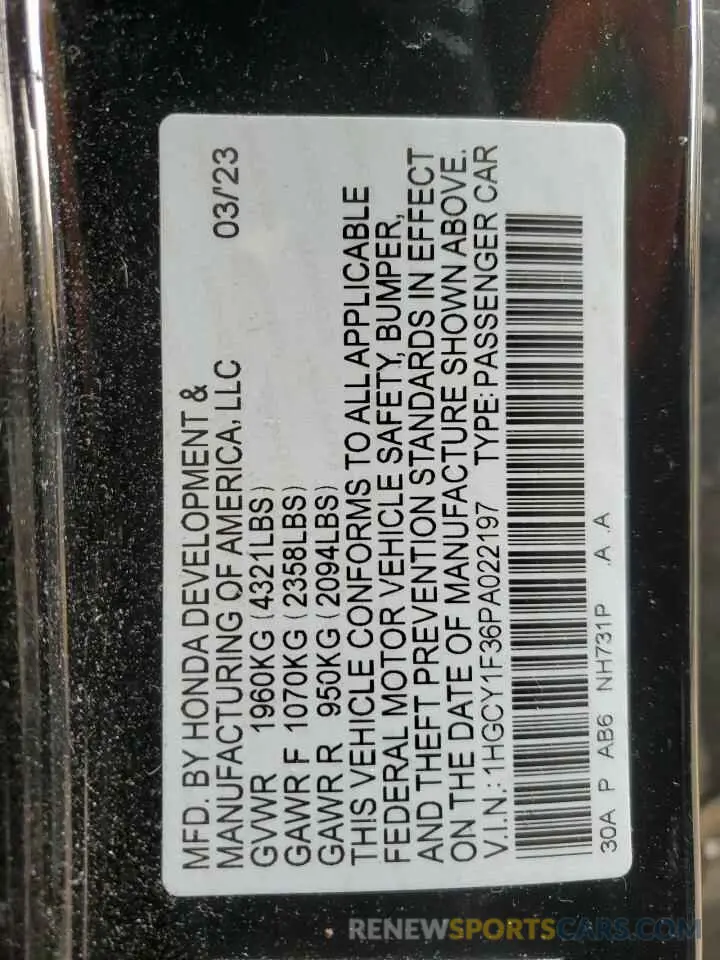 MFD. BY HONDA DEVELOPMENT &
MANUFACTURING OF AMERICA, LLC 03/'23
GVWR 1960KG (4321LBS)
GAWR F 1070KG (2358LBS)
GAWR R 950KG (2094LBS)
THIS VEHICLE CONFORMS TO ALL APPLICABLE
FEDERAL MOTOR VEHICLE SAFETY, BUMPER,
AND THEFT PREVENTION STANDARDS IN EFFECT
ON THE DATE OF MANUFACTURE SHOWN ABOVE.
V.I.N.: 1HGCY1F36PA022197 TYPE: PASSENGER CAR
30A P AB6 NH731P .A .A
RENEWSPORTSCARS.COM